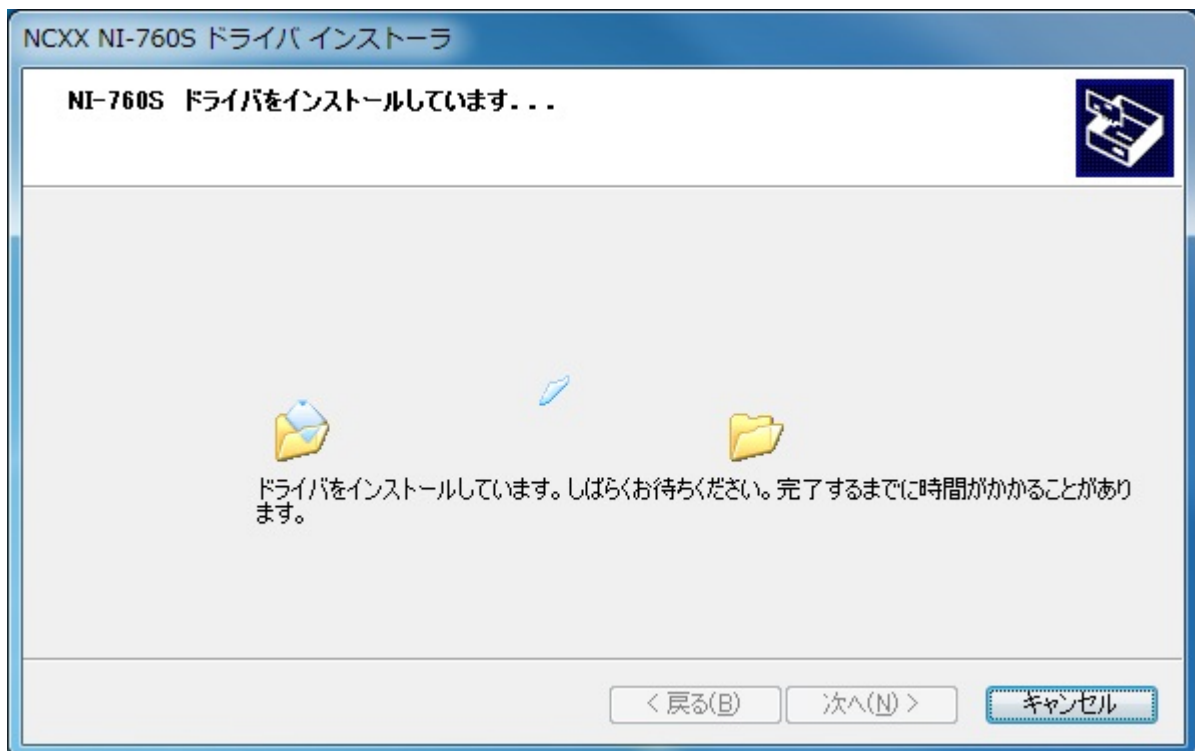 NCXX NI-760S ドライバ インストーラ
NI-760S ドライバをインストールしています...
ドライバをインストールしています。しばらくお待ちください。完了するまでに時間がかかることがあり
ます。
< 戻る(B) 次へ(N) > キャンセル